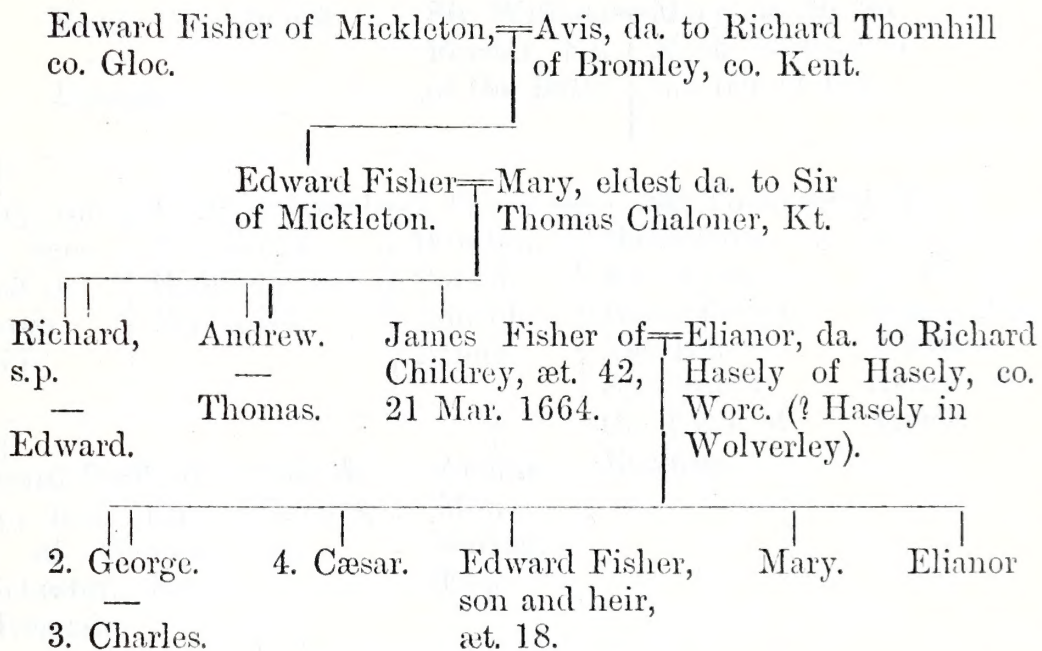 Edward Fisher of Mickleton, Avis, da. to Richard Thornhill
co. Gloc. of Bromley, co. Kent.
Edward Fisher Mary, eldest da. to Sir
of Mickleton. Thomas Chaloner, Kt.
Richard, Andrew. James Fisher of Elianor, da. to Richard
s.p. — Childrey, æt. 42, Hasely of Hasely, co.
— Thomas. 21 Mar. 1664. Worc. (? Hasely in
Edward. Wolverley).
2. George. 4. Cæsar. Edward Fisher, Mary. Elianor
— son and heir,
3. Charles. æt. 18.